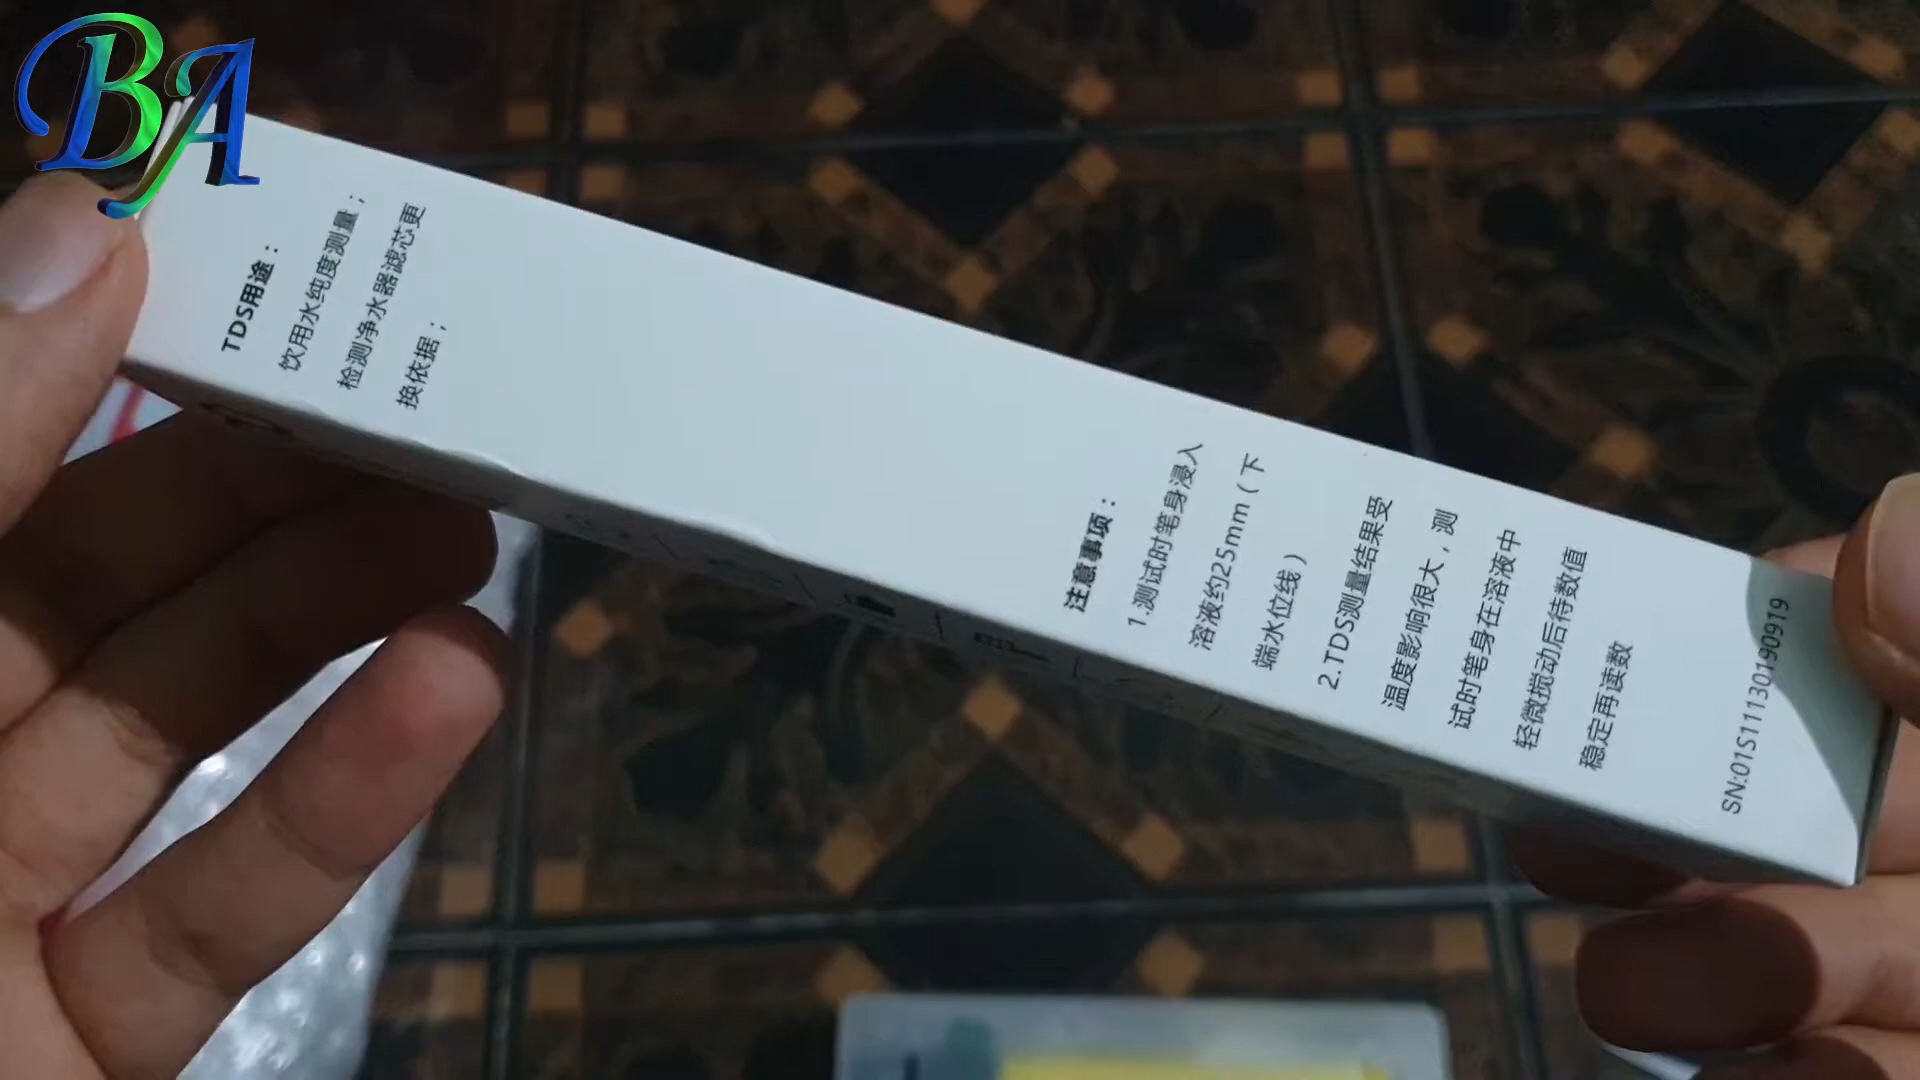 BA
TDS用途：
饮用水纯度测量；
检测净水器滤芯更
换依据；
注意事项：
1.测试时笔身浸入
溶液约25mm（下
端水位线）
2.TDS测量结果受
温度影响很大，测
试时笔身在溶液中
轻微搅动后待数值
稳定再读数
SN:01S11130190919